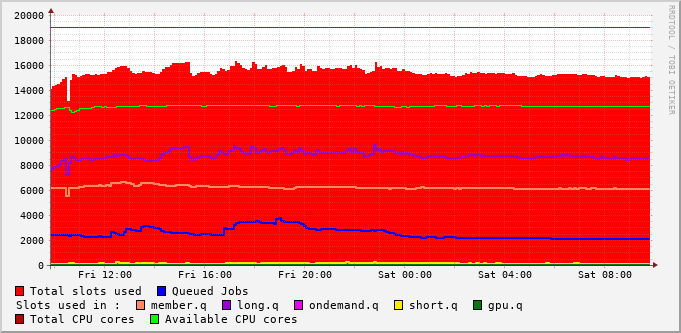 20000
18000
16000
14000
12000
10000
8000
6000
4000
2000
0
Fri 12:00 Fri 16:00 Fri 20:00 Sat 00:00 Sat 04:00 Sat 08:00
Total slots used Queued Jobs
Slots used in : member.q long.q ondemand.q short.q gpu.q
Total CPU cores Available CPU cores
RRDTOOL / TOBI OETIKER